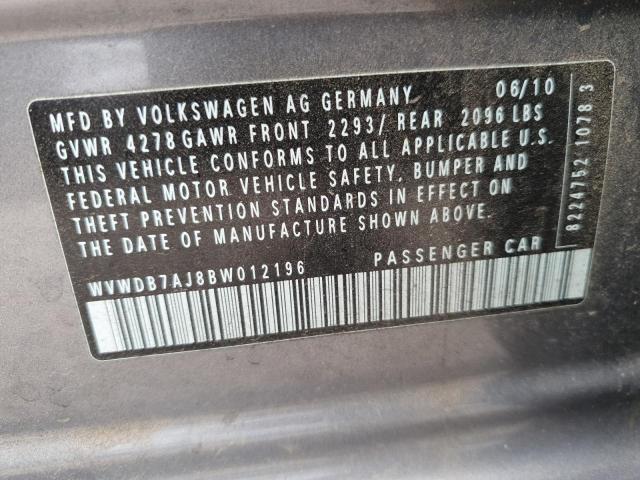 MFD BY VOLKSWAGEN AG GERMANY 06/10
GVWR 4278 GAWR FRONT 2293/ REAR 2096 LBS
THIS VEHICLE CONFORMS TO ALL APPLICABLE U.S.
FEDERAL MOTOR VEHICLE SAFETY, BUMPER AND
THEFT PREVENTION STANDARDS IN EFFECT ON
THE DATE OF MANUFACTURE SHOWN ABOVE.
WVWDB7AJ8BW012196 PASSENGER CAR
8224752 1078 3